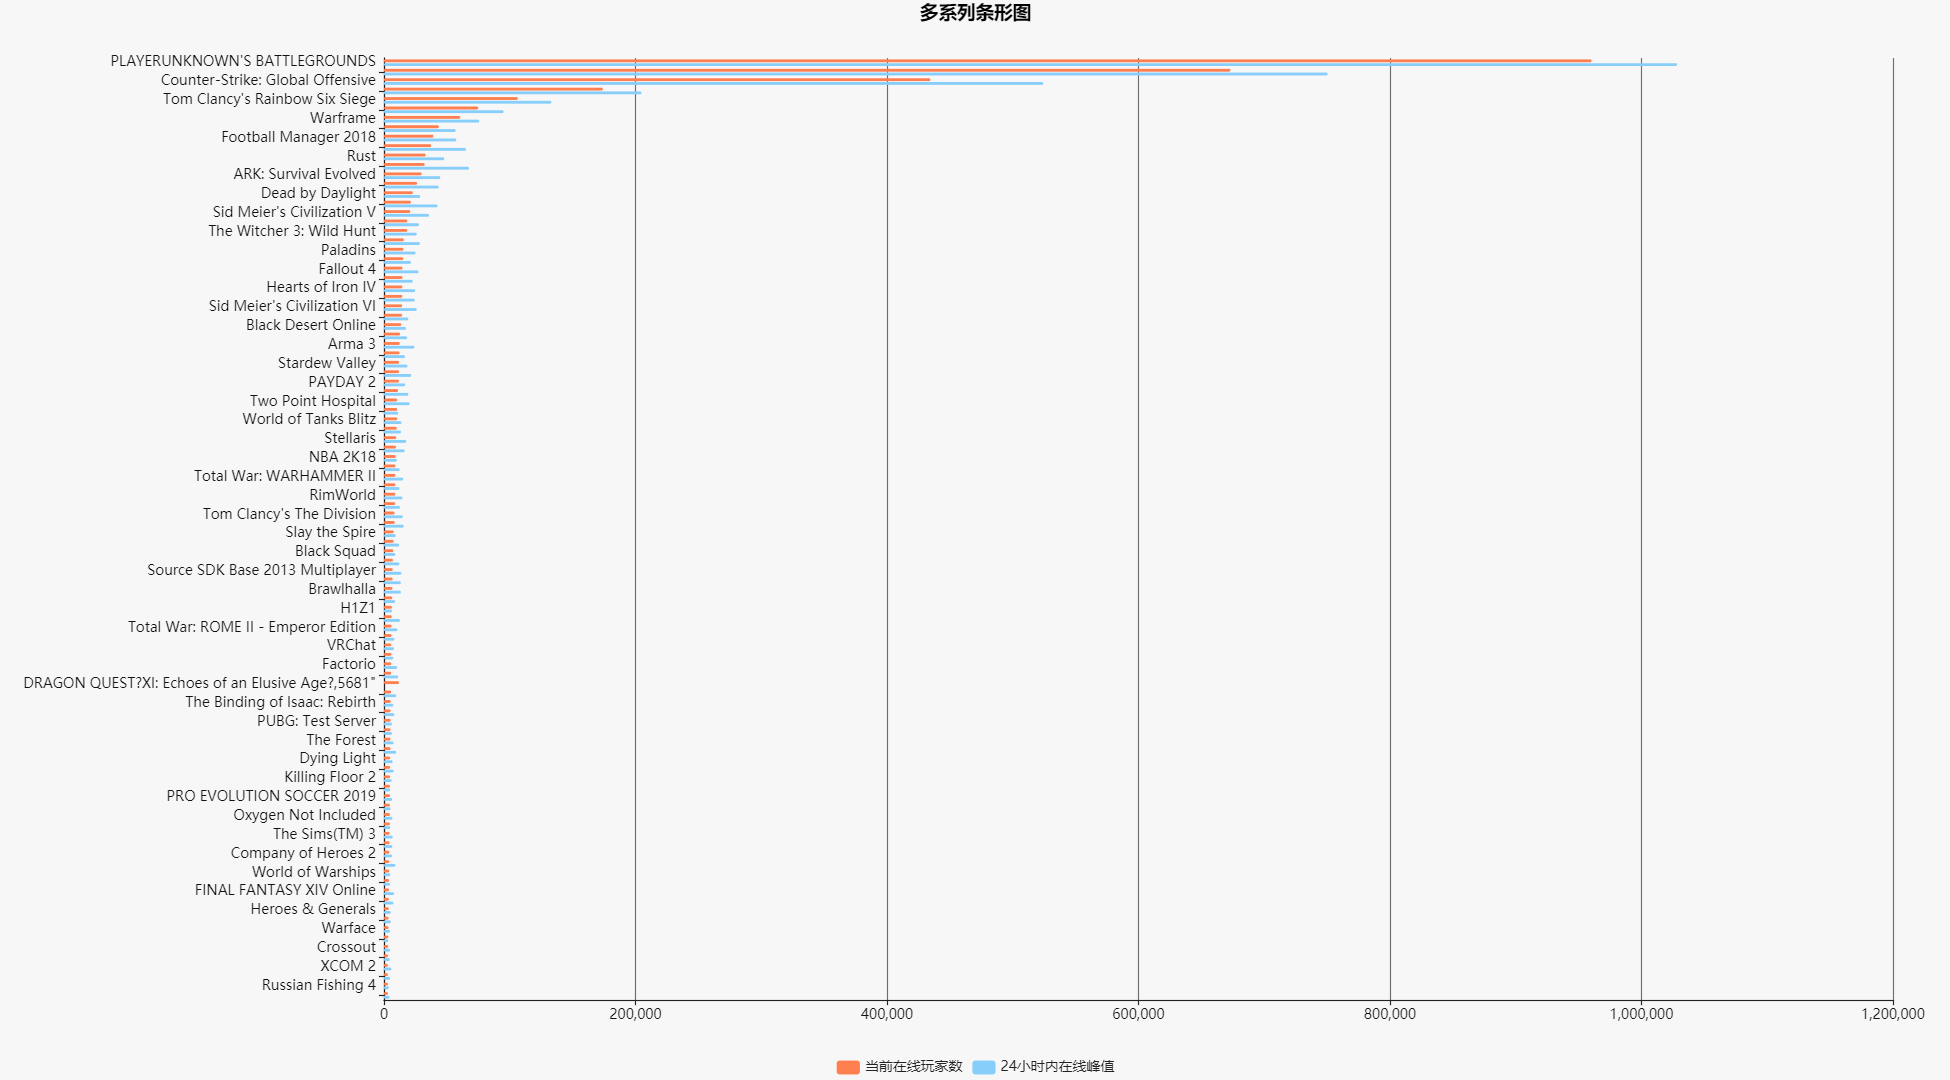 多系列条形图
PLAYERUNKNOWN'S BATTLEGROUNDS
Counter-Strike: Global Offensive
Tom Clancy's Rainbow Six Siege
Warframe
Football Manager 2018
Rust
ARK: Survival Evolved
Dead by Daylight
Sid Meier's Civilization V
The Witcher 3: Wild Hunt
Paladins
Fallout 4
Hearts of Iron IV
Sid Meier's Civilization VI
Black Desert Online
Arma 3
Stardew Valley
PAYDAY 2
Two Point Hospital
World of Tanks Blitz
Stellaris
NBA 2K18
Total War: WARHAMMER II
RimWorld
Tom Clancy's The Division
Slay the Spire
Black Squad
Source SDK Base 2013 Multiplayer
Brawlhalla
H1Z1
Total War: ROME II - Emperor Edition
VRChat
Factorio
DRAGON QUEST?XI: Echoes of an Elusive Age?,5681"
The Binding of Isaac: Rebirth
PUBG: Test Server
The Forest
Dying Light
Killing Floor 2
PRO EVOLUTION SOCCER 2019
Oxygen Not Included
The Sims(TM) 3
Company of Heroes 2
World of Warships
FINAL FANTASY XIV Online
Heroes & Generals
Warface
Crossout
XCOM 2
Russian Fishing 4
0 200,000 400,000 600,000 800,000 1,000,000 1,200,000
当前在线玩家数 24小时内在线峰值